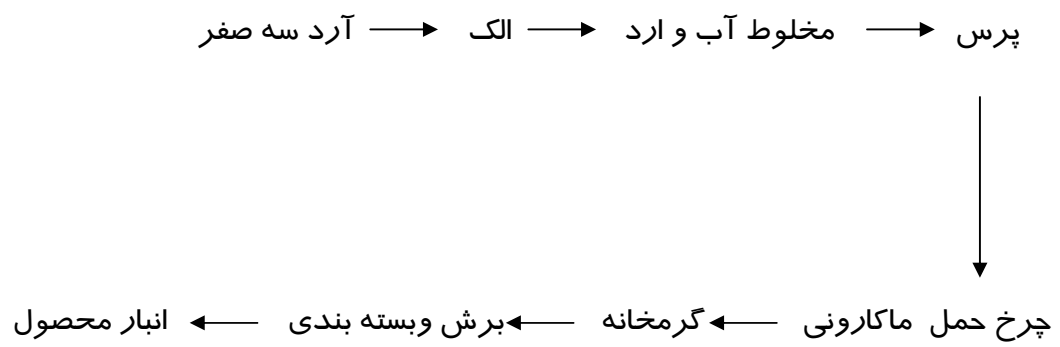 آرد سه صفر الک مخلوط آب و ارد پرس
چرخ حمل ماکارونی گرمخانه برش وبسته بندی انبار محصول